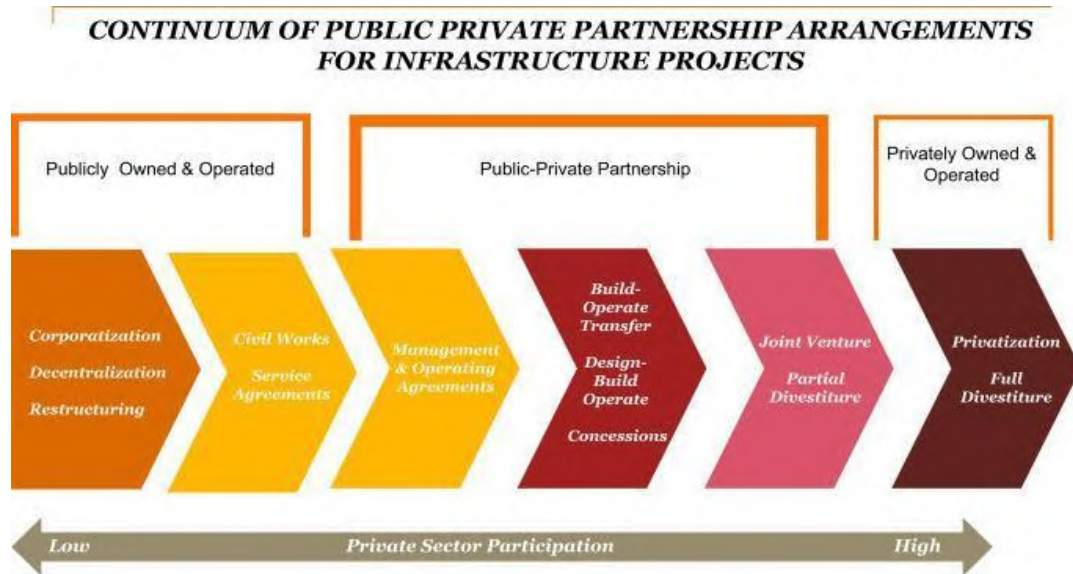 CONTINUUM OF PUBLIC PRIVATE PARTNERSHIP ARRANGEMENTS
FOR INFRASTRUCTURE PROJECTS
Publicly Owned & Operated
Public-Private Partnership
Privately Owned &
Operated
Corporatization
Decentralization
Restructuring
Civil Works
Service
Agreements
Management
& Operating
Agreements
Build-
Operate
Transfer
Design-
Build
Operate
Concessions
Joint Venture
Partial
Divestiture
Privatization
Full
Divestiture
Low
Private Sector Participation
High